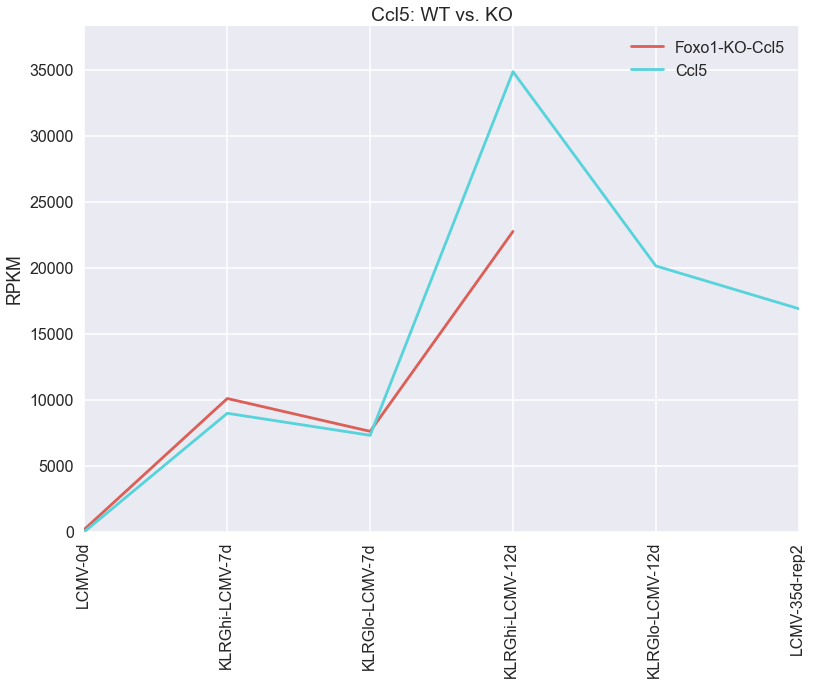 Ccl5: WT vs. KO
Foxo1-KO-Ccl5
Ccl5
RPKM
35000
30000
25000
20000
15000
10000
5000
0
LCMV-0d
KLRGhi-LCMV-7d
KLRGlo-LCMV-7d
KLRGhi-LCMV-12d
KLRGlo-LCMV-12d
LCMV-35d-rep2